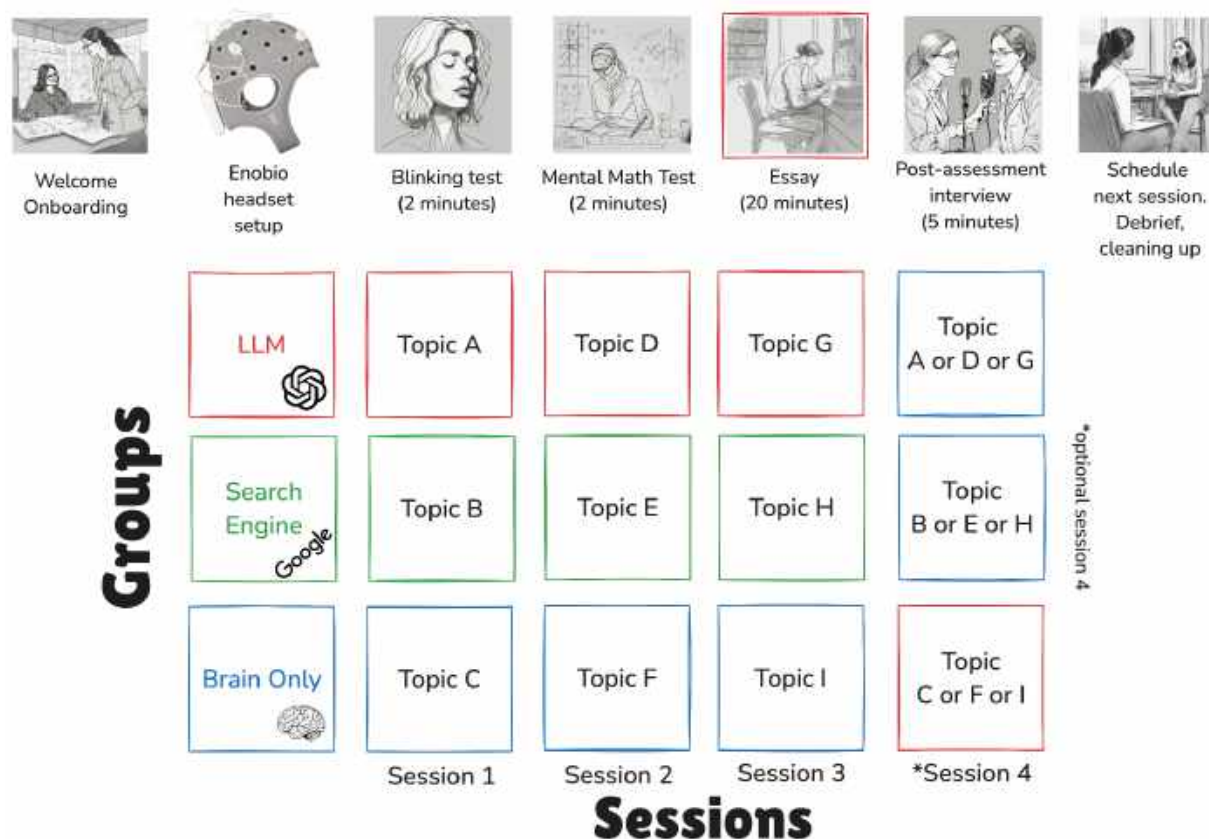 Welcome
Onboarding
Enobio
headset
setup
Blinking test
(2 minutes)
Mental Math Test
(2 minutes)
Essay
(20 minutes)
Post-assessment
interview
(5 minutes)
Schedule
next session.
Debrief,
cleaning up
Groups
LLM
Topic A
Topic D
Topic G
Topic
A or D or G
Search
Engine
Google
Topic B
Topic E
Topic H
Topic
B or E or H
*optional session 4
Brain Only
Topic C
Topic F
Topic I
Topic
C or F or I
Session 1
Session 2
Session 3
*Session 4
Sessions